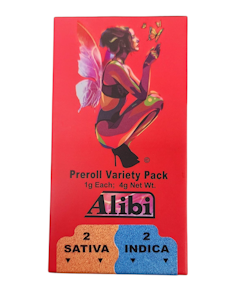 Preroll Variety Pack
1g Each; 4g Net Wt.
Alibi
2 2
SATIVA INDICA